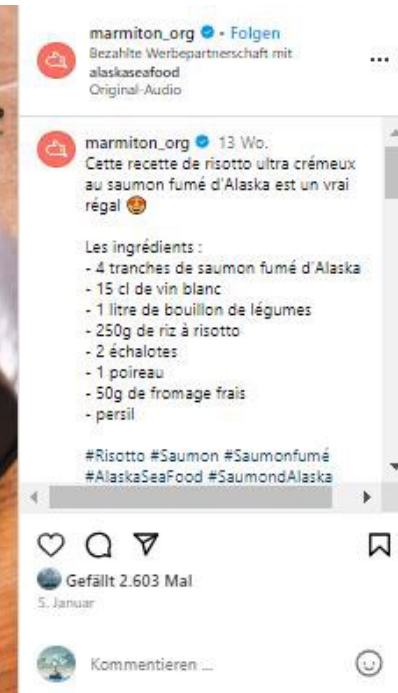 marmiton_org • Folgen
Bezahlte Werbepartnerschaft mit
alaskaseafood
Original-Audio
marmiton_org 13 Wo.
Cette recette de risotto ultra crémeux
au saumon fumé d'Alaska est un vrai
régal 🤩
Les ingrédients :
- 4 tranches de saumon fumé d'Alaska
- 15 cl de vin blanc
- 1 litre de bouillon de légumes
- 250g de riz à risotto
- 2 échalotes
- 1 poireau
- 50g de fromage frais
- persil
#Risotto #Saumon #Saumonfumé
#AlaskaSeaFood #SaumondAlaska
Gefällt 2.603 Mal
5. Januar
Kommentieren ...